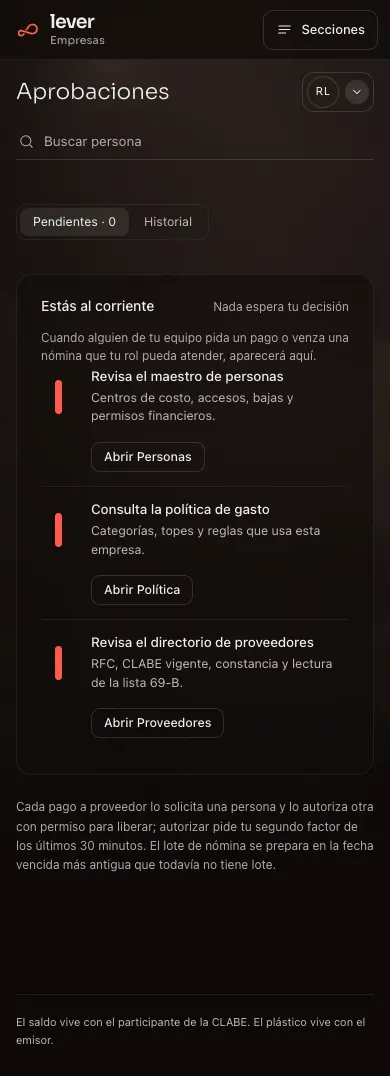 lever
Empresas
Secciones
Aprobaciones
RL
Buscar persona
Pendientes · 0
Historial
Estás al corriente
Nada espera tu decisión
Cuando alguien de tu equipo pida un pago o venza una
nómina que tu rol pueda atender, aparecerá aquí.
Revisa el maestro de personas
Centros de costo, accesos, bajas y
permisos financieros.
Abrir Personas
Consulta la política de gasto
Categorías, topes y reglas que usa esta
empresa.
Abrir Política
Revisa el directorio de proveedores
RFC, CLABE vigente, constancia y lectura
de la lista 69-B.
Abrir Proveedores
Cada pago a proveedor lo solicita una persona y lo autoriza otra
con permiso para liberar; autorizar pide tu segundo factor de
los últimos 30 minutos. El lote de nómina se prepara en la fecha
vencida más antigua que todavía no tiene lote.
El saldo vive con el participante de la CLABE. El plástico vive con el
emisor.